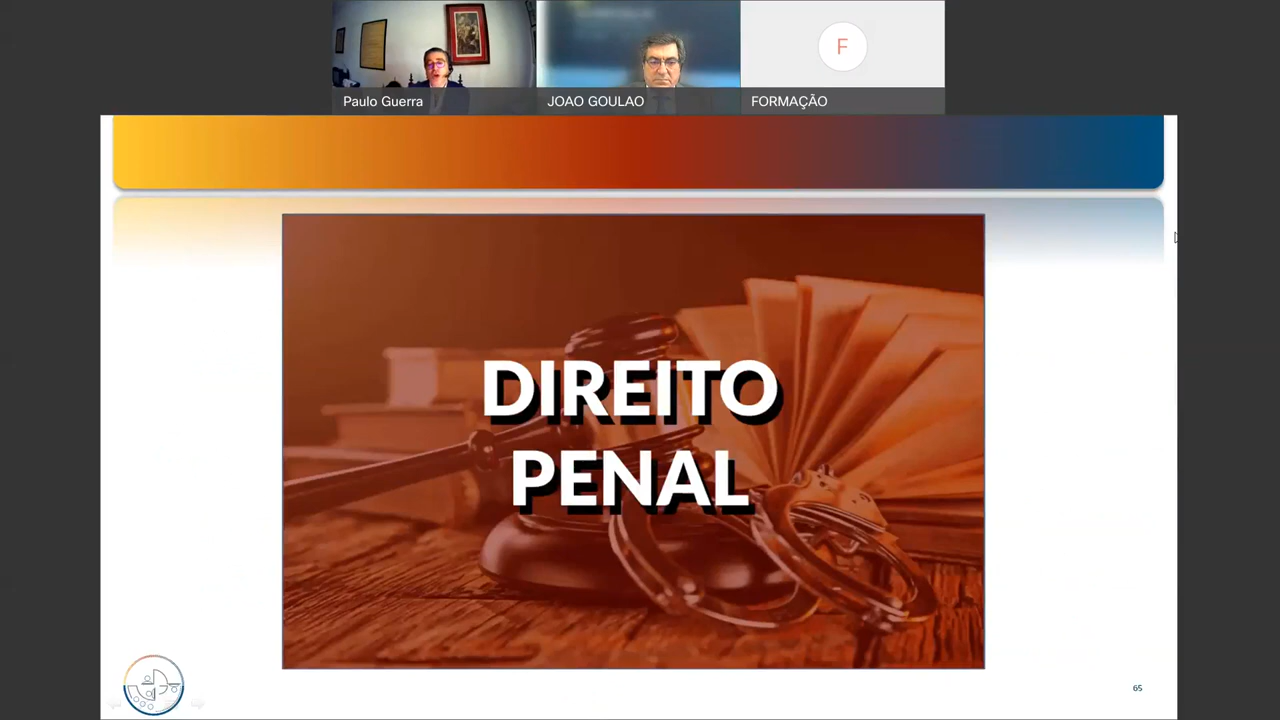 Paulo Guerra
JOAO GOULAO
F
FORMAÇÃO
DIREITO
PENAL
65